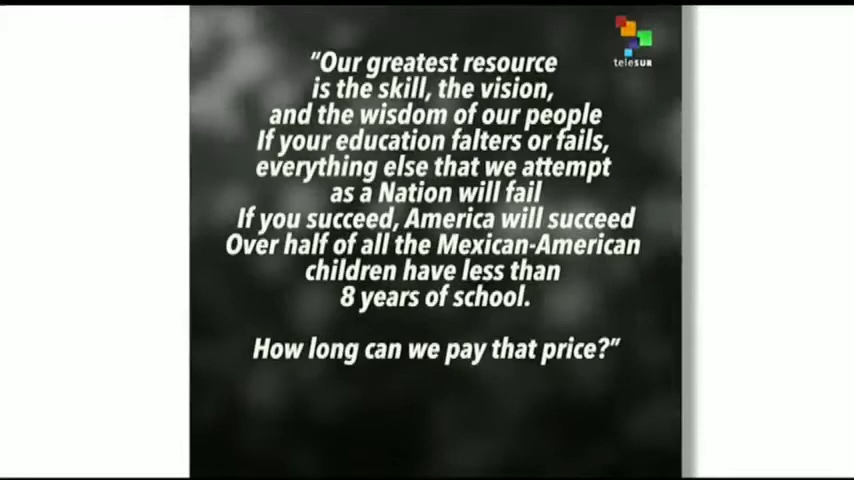 teleSUR
“Our greatest resource
is the skill, the vision,
and the wisdom of our people
If your education falters or fails,
everything else that we attempt
as a Nation will fail
If you succeed, America will succeed
Over half of all the Mexican-American
children have less than
8 years of school.
How long can we pay that price?”